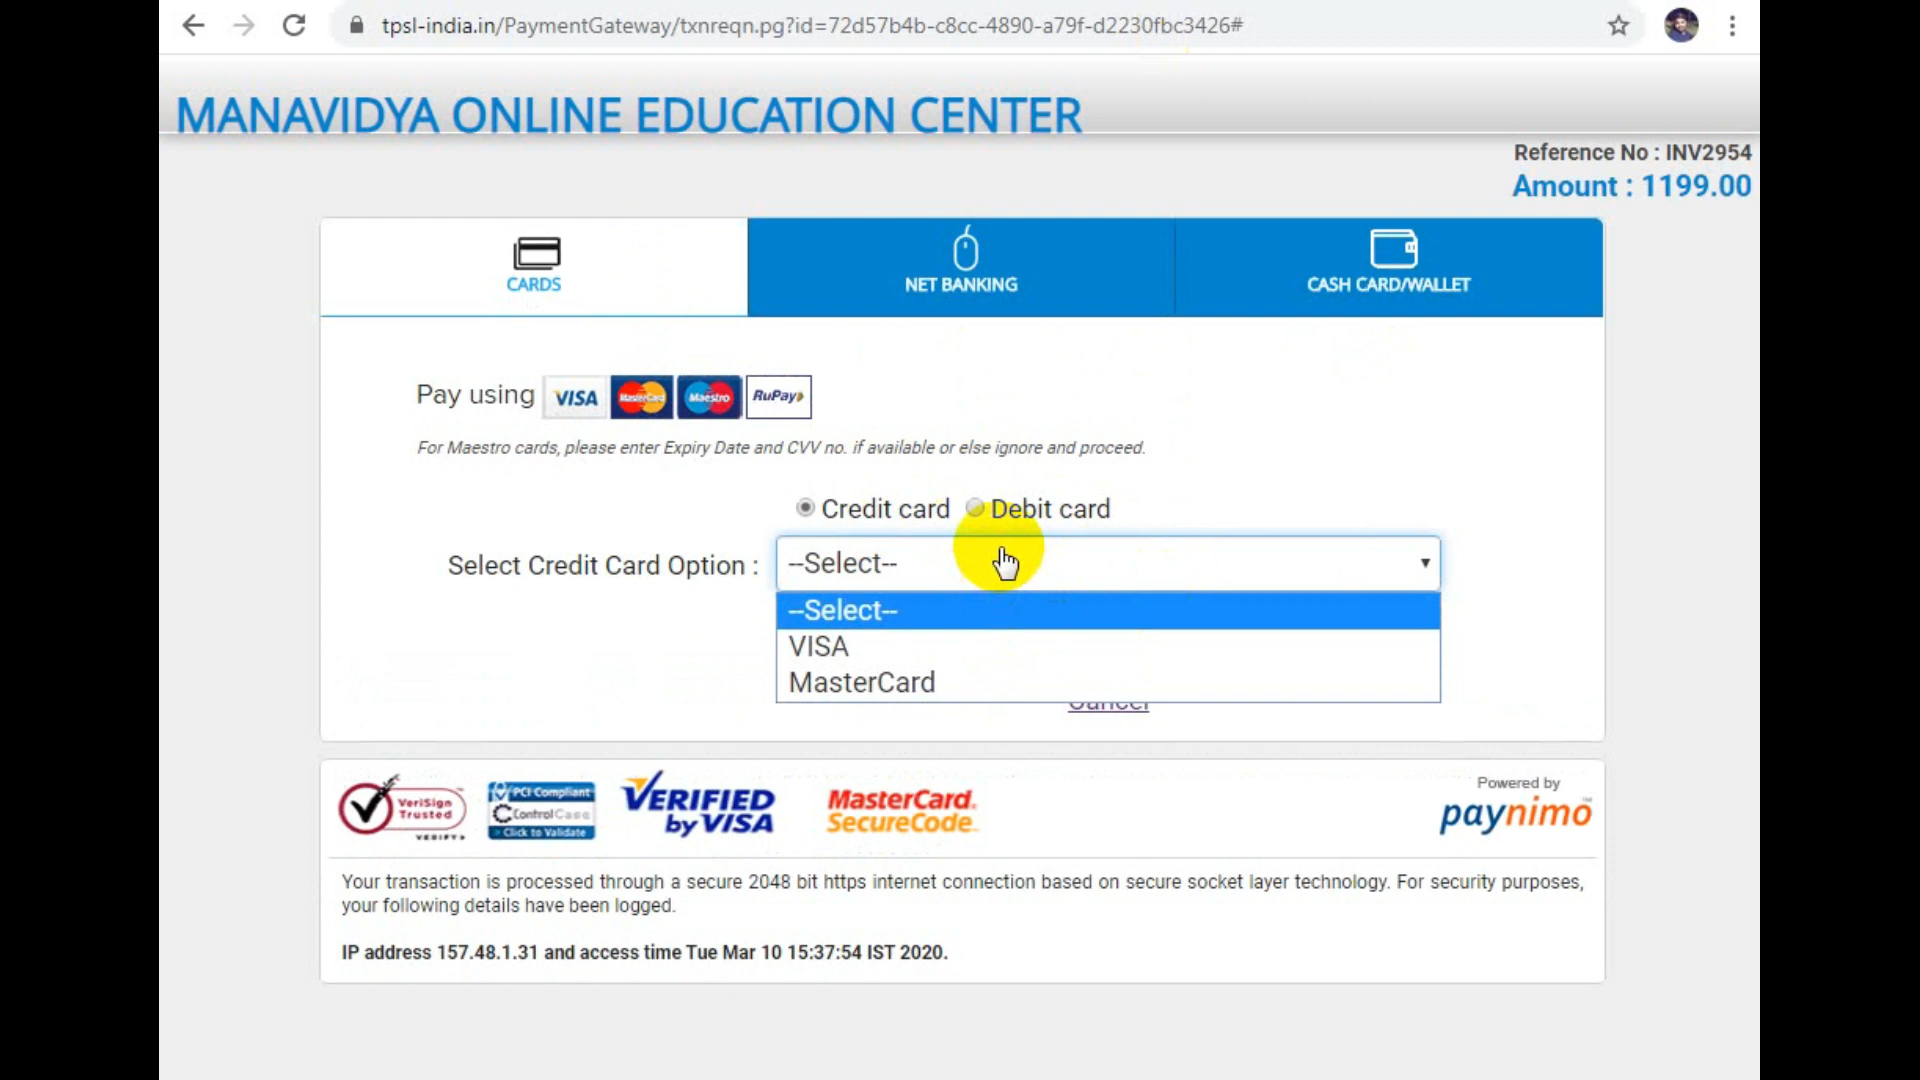 tpsl-india.in/PaymentGateway/txnreqn.pg?id=72d57b4b-c8cc-4890-a79f-d2230fbc3426#
MANAVIDYA ONLINE EDUCATION CENTER
Reference No : INV2954
Amount : 1199.00
CARDS
NET BANKING
CASH CARD/WALLET
Pay using VISA MasterCard Maestro RuPay
For Maestro cards, please enter Expiry Date and CVV no. if available or else ignore and proceed.
Credit card Debit card
Select Credit Card Option : --Select--
--Select--
VISA
MasterCard
Cancel
VeriSign
Trusted
VERIFY
PCI Compliant
ControlCase
Click to Validate
VERIFIED
by VISA
MasterCard.
SecureCode.
Powered by
paynimo
Your transaction is processed through a secure 2048 bit https internet connection based on secure socket layer technology. For security purposes,
your following details have been logged.
IP address 157.48.1.31 and access time Tue Mar 10 15:37:54 IST 2020.